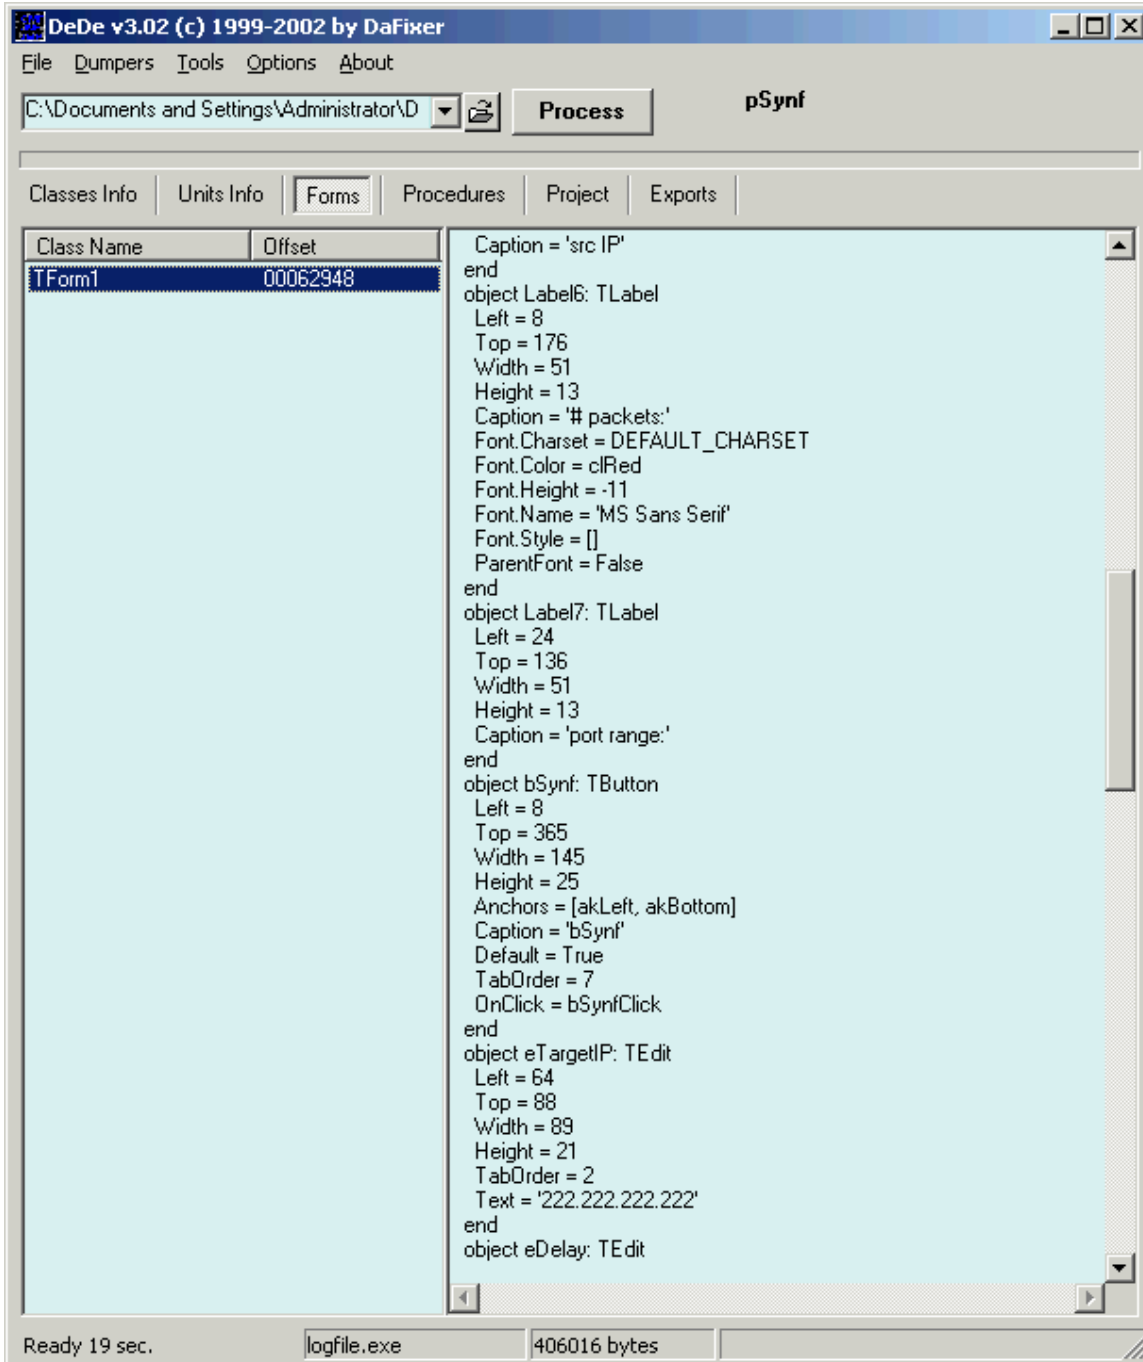 DeDe v3.02 (c) 1999-2002 by DaFixer
File Dumpers Tools Options About
C:\Documents and Settings\Administrator\D Process pSynf
Classes Info Units Info Forms Procedures Project Exports
Class Name Offset
TForm1 00062948
Caption = 'src IP'
end
object Label6: TLabel
Left = 8
Top = 176
Width = 51
Height = 13
Caption = '# packets:'
Font.Charset = DEFAULT_CHARSET
Font.Color = clRed
Font.Height = -11
Font.Name = 'MS Sans Serif'
Font.Style = []
ParentFont = False
end
object Label7: TLabel
Left = 24
Top = 136
Width = 51
Height = 13
Caption = 'port range:'
end
object bSynf: TButton
Left = 8
Top = 365
Width = 145
Height = 25
Anchors = [akLeft, akBottom]
Caption = 'bSynf'
Default = True
TabOrder = 7
OnClick = bSynfClick
end
object eTargetIP: TEdit
Left = 64
Top = 88
Width = 89
Height = 21
TabOrder = 2
Text = '222.222.222.222'
end
object eDelay: TEdit
Ready 19 sec. logfile.exe 406016 bytes